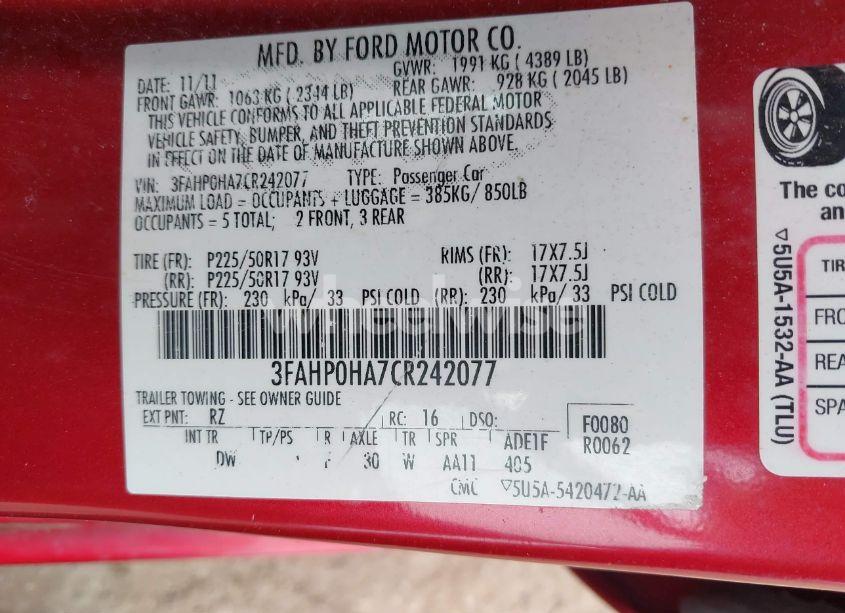 MFD. BY FORD MOTOR CO.
DATE: 11/11 GVWR: 1991 KG ( 4389 LB)
FRONT GAWR: 1063 KG ( 2344 LB) REAR GAWR: 928 KG ( 2045 LB)
THIS VEHICLE CONFORMS TO ALL APPLICABLE FEDERAL MOTOR
VEHICLE SAFETY, BUMPER, AND THEFT PREVENTION STANDARDS
IN EFFECT ON THE DATE OF MANUFACTURE SHOWN ABOVE.
VIN: 3FAHP0HA7CR242077 TYPE: Passenger Car
MAXIMUM LOAD = OCCUPANTS + LUGGAGE = 385KG/ 850LB
OCCUPANTS = 5 TOTAL; 2 FRONT, 3 REAR
TIRE (FR): P225/50R17 93V RIMS (FR): 17X7.5J
(RR): P225/50R17 93V (RR): 17X7.5J
PRESSURE (FR): 230 kPa/ 33 PSI COLD (RR): 230 kPa/ 33 PSI COLD
wheelwise
3FAHP0HA7CR242077
TRAILER TOWING - SEE OWNER GUIDE
EXT PNT: RZ RC: 16 DSO: F0080
INT TR TP/PS R AXLE TR SPR ADE1F R0062
DW 30 W AA11 405
CMC ▽5U5A-5420472-AA
The co
an
TIR
FRO
REA
SPA
▽5U5A-1532-AA (TLU)